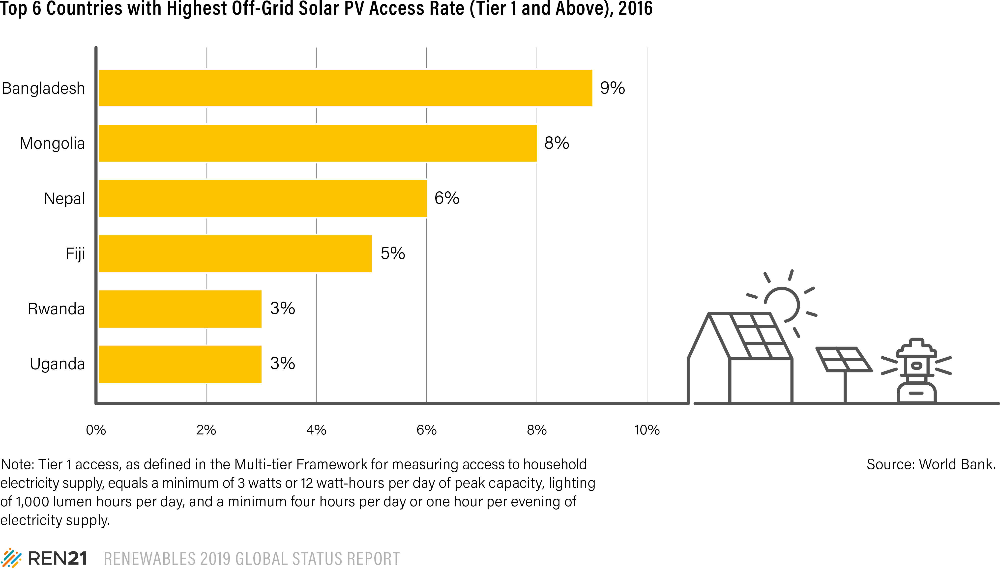 Top 6 Countries with Highest Off-Grid Solar PV Access Rate (Tier 1 and Above), 2016
Bangladesh 9%
Mongolia 8%
Nepal 6%
Fiji 5%
Rwanda 3%
Uganda 3%
0% 2% 4% 6% 8% 10%
Note: Tier 1 access, as defined in the Multi-tier Framework for measuring access to household
electricity supply, equals a minimum of 3 watts or 12 watt-hours per day of peak capacity, lighting
of 1,000 lumen hours per day, and a minimum four hours per day or one hour per evening of
electricity supply.
Source: World Bank.
REN21 RENEWABLES 2019 GLOBAL STATUS REPORT